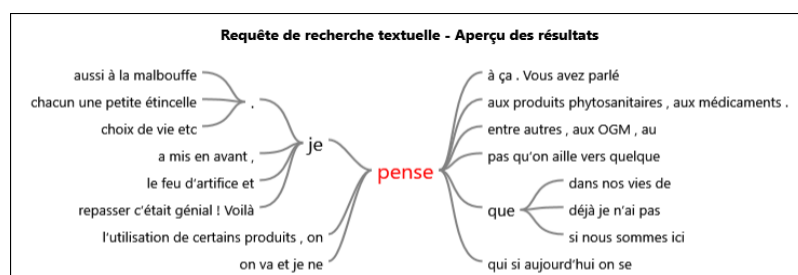 Requête de recherche textuelle - Aperçu des résultats
aussi à la malbouffe
chacun une petite étincelle
choix de vie etc
.
a mis en avant ,
le feu d'artifice et
repasser c'était génial ! Voilà
je
l'utilisation de certains produits , on
on va et je ne
pense
à ça . Vous avez parlé
aux produits phytosanitaires , aux médicaments .
entre autres , aux OGM , au
pas qu'on aille vers quelque
que
dans nos vies de
déjà je n'ai pas
si nous sommes ici
qui si aujourd'hui on se